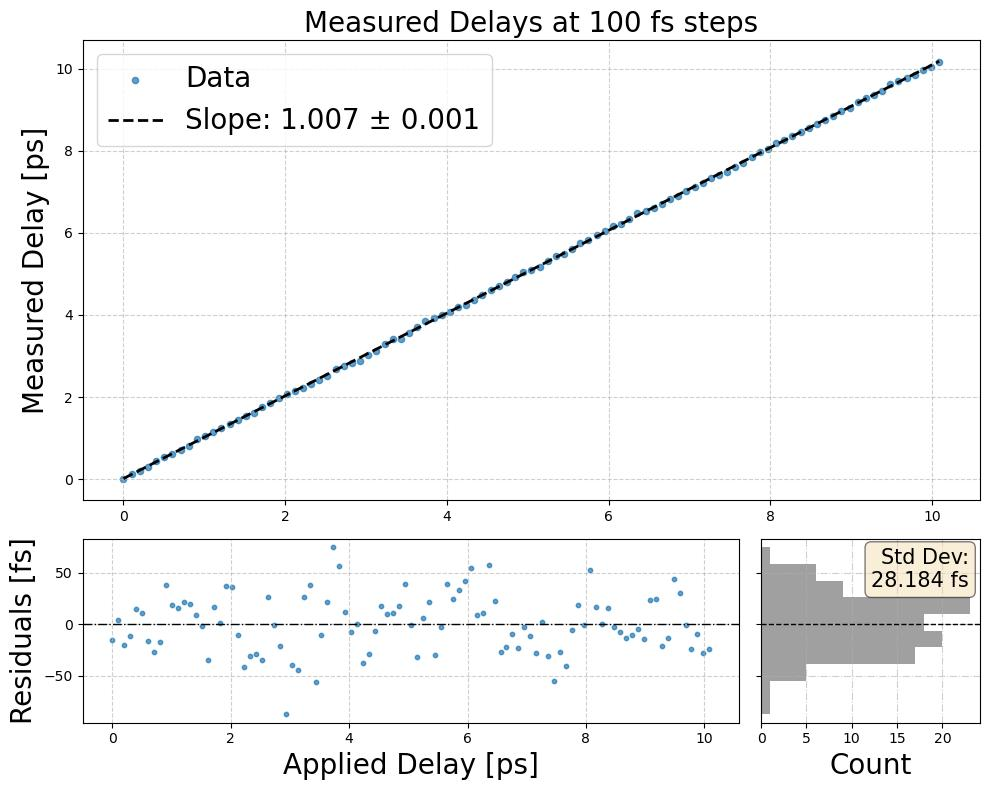 Measured Delays at 100 fs steps
Measured Delay [ps]
10
8
6
4
2
0
Data
Slope: 1.007 ± 0.001
0 2 4 6 8 10
Residuals [fs]
50
0
−50
Std Dev:
28.184 fs
0 2 4 6 8 10
0 5 10 15 20
Applied Delay [ps]
Count